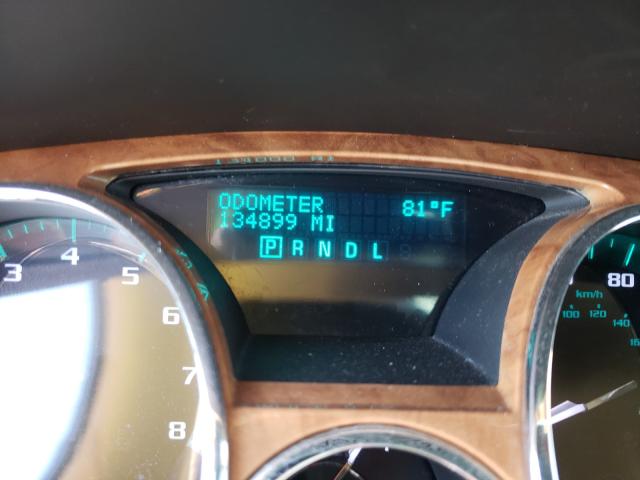 ODOMETER 81°F
134899 MI
P R N D L
3 4 5 6 7 8
80
km/h
100 120 140